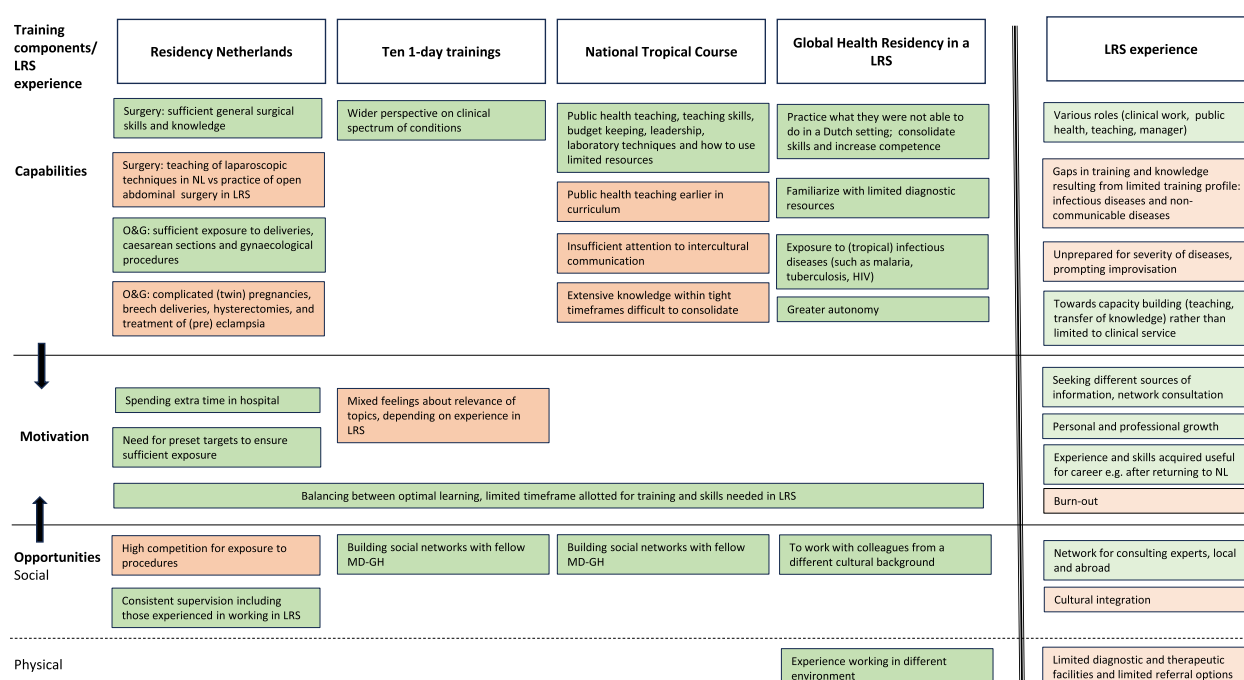 Training
components/
LRS
experience
Residency Netherlands
Ten 1-day trainings
National Tropical Course
Global Health Residency in a
LRS
LRS experience
Capabilities
Surgery: sufficient general surgical
skills and knowledge
Surgery: teaching of laparoscopic
techniques in NL vs practice of open
abdominal surgery in LRS
O&G: sufficient exposure to deliveries,
caesarean sections and gynaecological
procedures
O&G: complicated (twin) pregnancies,
breech deliveries, hysterectomies, and
treatment of (pre) eclampsia
Wider perspective on clinical
spectrum of conditions
Public health teaching, teaching skills,
budget keeping, leadership,
laboratory techniques and how to use
limited resources
Public health teaching earlier in
curriculum
Insufficient attention to intercultural
communication
Extensive knowledge within tight
timeframes difficult to consolidate
Practice what they were not able to
do in a Dutch setting; consolidate
skills and increase competence
Familiarize with limited diagnostic
resources
Exposure to (tropical) infectious
diseases (such as malaria,
tuberculosis, HIV)
Greater autonomy
Various roles (clinical work, public
health, teaching, manager)
Gaps in training and knowledge
resulting from limited training profile:
infectious diseases and non-
communicable diseases
Unprepared for severity of diseases,
prompting improvisation
Towards capacity building (teaching,
transfer of knowledge) rather than
limited to clinical service
Motivation
Spending extra time in hospital
Need for preset targets to ensure
sufficient exposure
Mixed feelings about relevance of
topics, depending on experience in
LRS
Balancing between optimal learning, limited timeframe allotted for training and skills needed in LRS
Seeking different sources of
information, network consultation
Personal and professional growth
Experience and skills acquired useful
for career e.g. after returning to NL
Burn-out
Opportunities
Social
High competition for exposure to
procedures
Consistent supervision including
those experienced in working in LRS
Building social networks with fellow
MD-GH
Building social networks with fellow
MD-GH
To work with colleagues from a
different cultural background
Network for consulting experts, local
and abroad
Cultural integration
Physical
Experience working in different
environment
Limited diagnostic and therapeutic
facilities and limited referral options